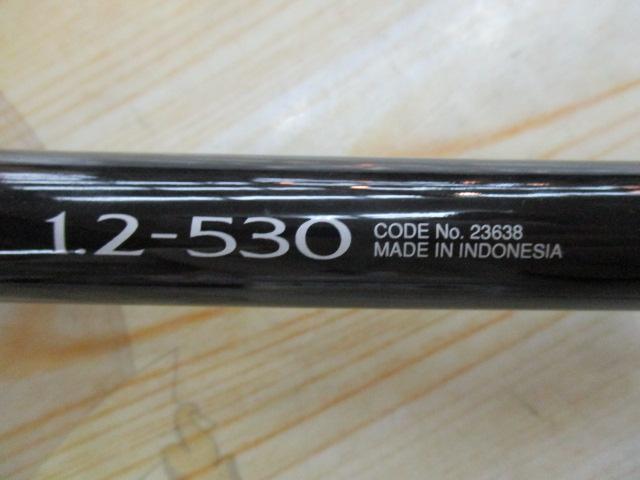 1.2-530
CODE No. 23638
MADE IN INDONESIA